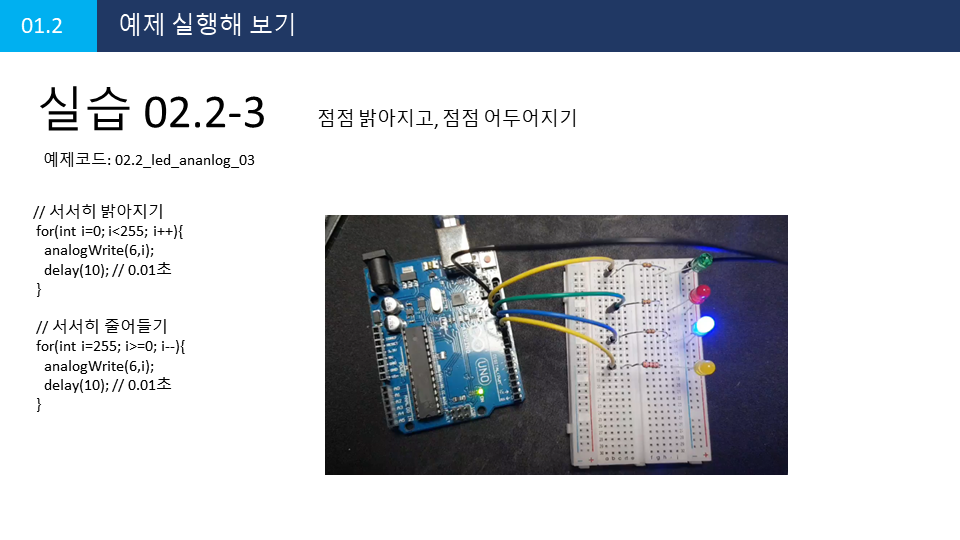 01.2
예제 실행해 보기
실습 02.2-3
점점 밝아지고, 점점 어두어지기
예제코드: 02.2_led_ananlog_03
// 서서히 밝아지기
for(int i=0; i<255; i++){
analogWrite(6,i);
delay(10); // 0.01초
}
// 서서히 줄어들기
for(int i=255; i>=0; i--){
analogWrite(6,i);
delay(10); // 0.01초
}
UNO